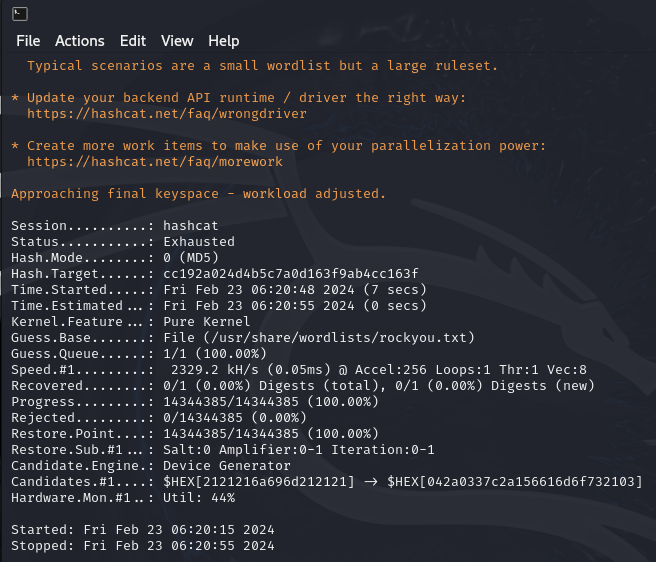 File Actions Edit View Help
Typical scenarios are a small wordlist but a large ruleset.
* Update your backend API runtime / driver the right way:
https://hashcat.net/faq/wrongdriver
* Create more work items to make use of your parallelization power:
https://hashcat.net/faq/morework
Approaching final keyspace - workload adjusted.
Session..........: hashcat
Status...........: Exhausted
Hash.Mode........: 0 (MD5)
Hash.Target......: cc192a024d4b5c7a0d163f9ab4cc163f
Time.Started.....: Fri Feb 23 06:20:48 2024 (7 secs)
Time.Estimated...: Fri Feb 23 06:20:55 2024 (0 secs)
Kernel.Feature...: Pure Kernel
Guess.Base.......: File (/usr/share/wordlists/rockyou.txt)
Guess.Queue......: 1/1 (100.00%)
Speed.#1.........:  2329.2 kH/s (0.05ms) @ Accel:256 Loops:1 Thr:1 Vec:8
Recovered........: 0/1 (0.00%) Digests (total), 0/1 (0.00%) Digests (new)
Progress.........: 14344385/14344385 (100.00%)
Rejected.........: 0/14344385 (0.00%)
Restore.Point....: 14344385/14344385 (100.00%)
Restore.Sub.#1...: Salt:0 Amplifier:0-1 Iteration:0-1
Candidate.Engine.: Device Generator
Candidates.#1....: $HEX[2121216a696d212121] -> $HEX[042a0337c2a156616d6f732103]
Hardware.Mon.#1..: Util: 44%
Started: Fri Feb 23 06:20:15 2024
Stopped: Fri Feb 23 06:20:55 2024